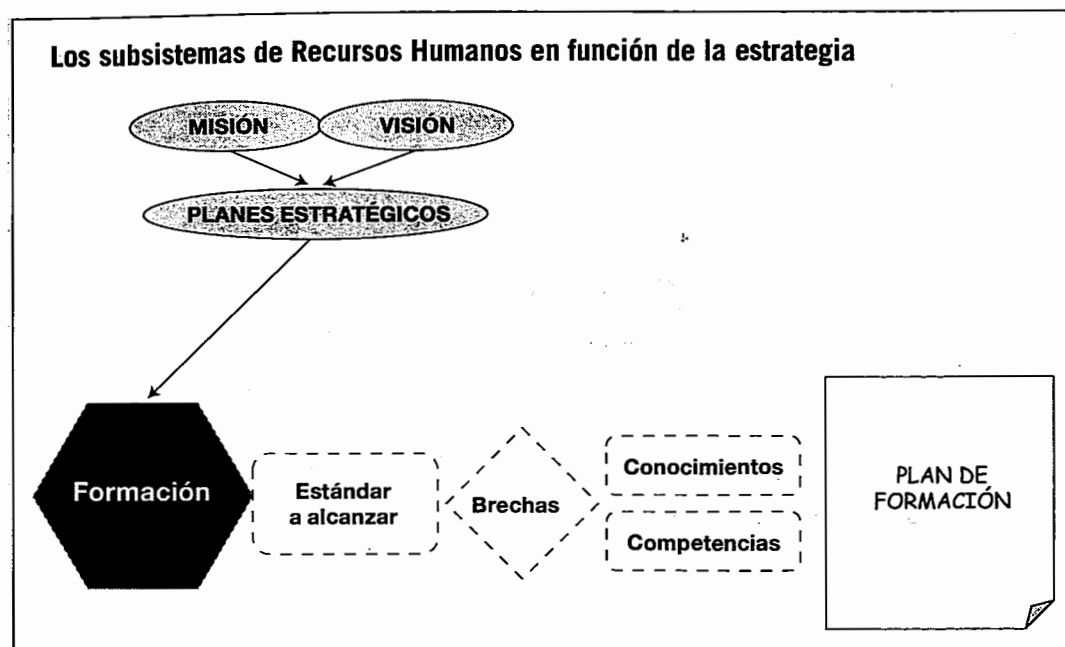 Los subsistemas de Recursos Humanos en función de la estrategia
MISIÓN
VISIÓN
PLANES ESTRATÉGICOS
Formación
Estándar
a alcanzar
Brechas
Conocimientos
Competencias
PLAN DE
FORMACIÓN